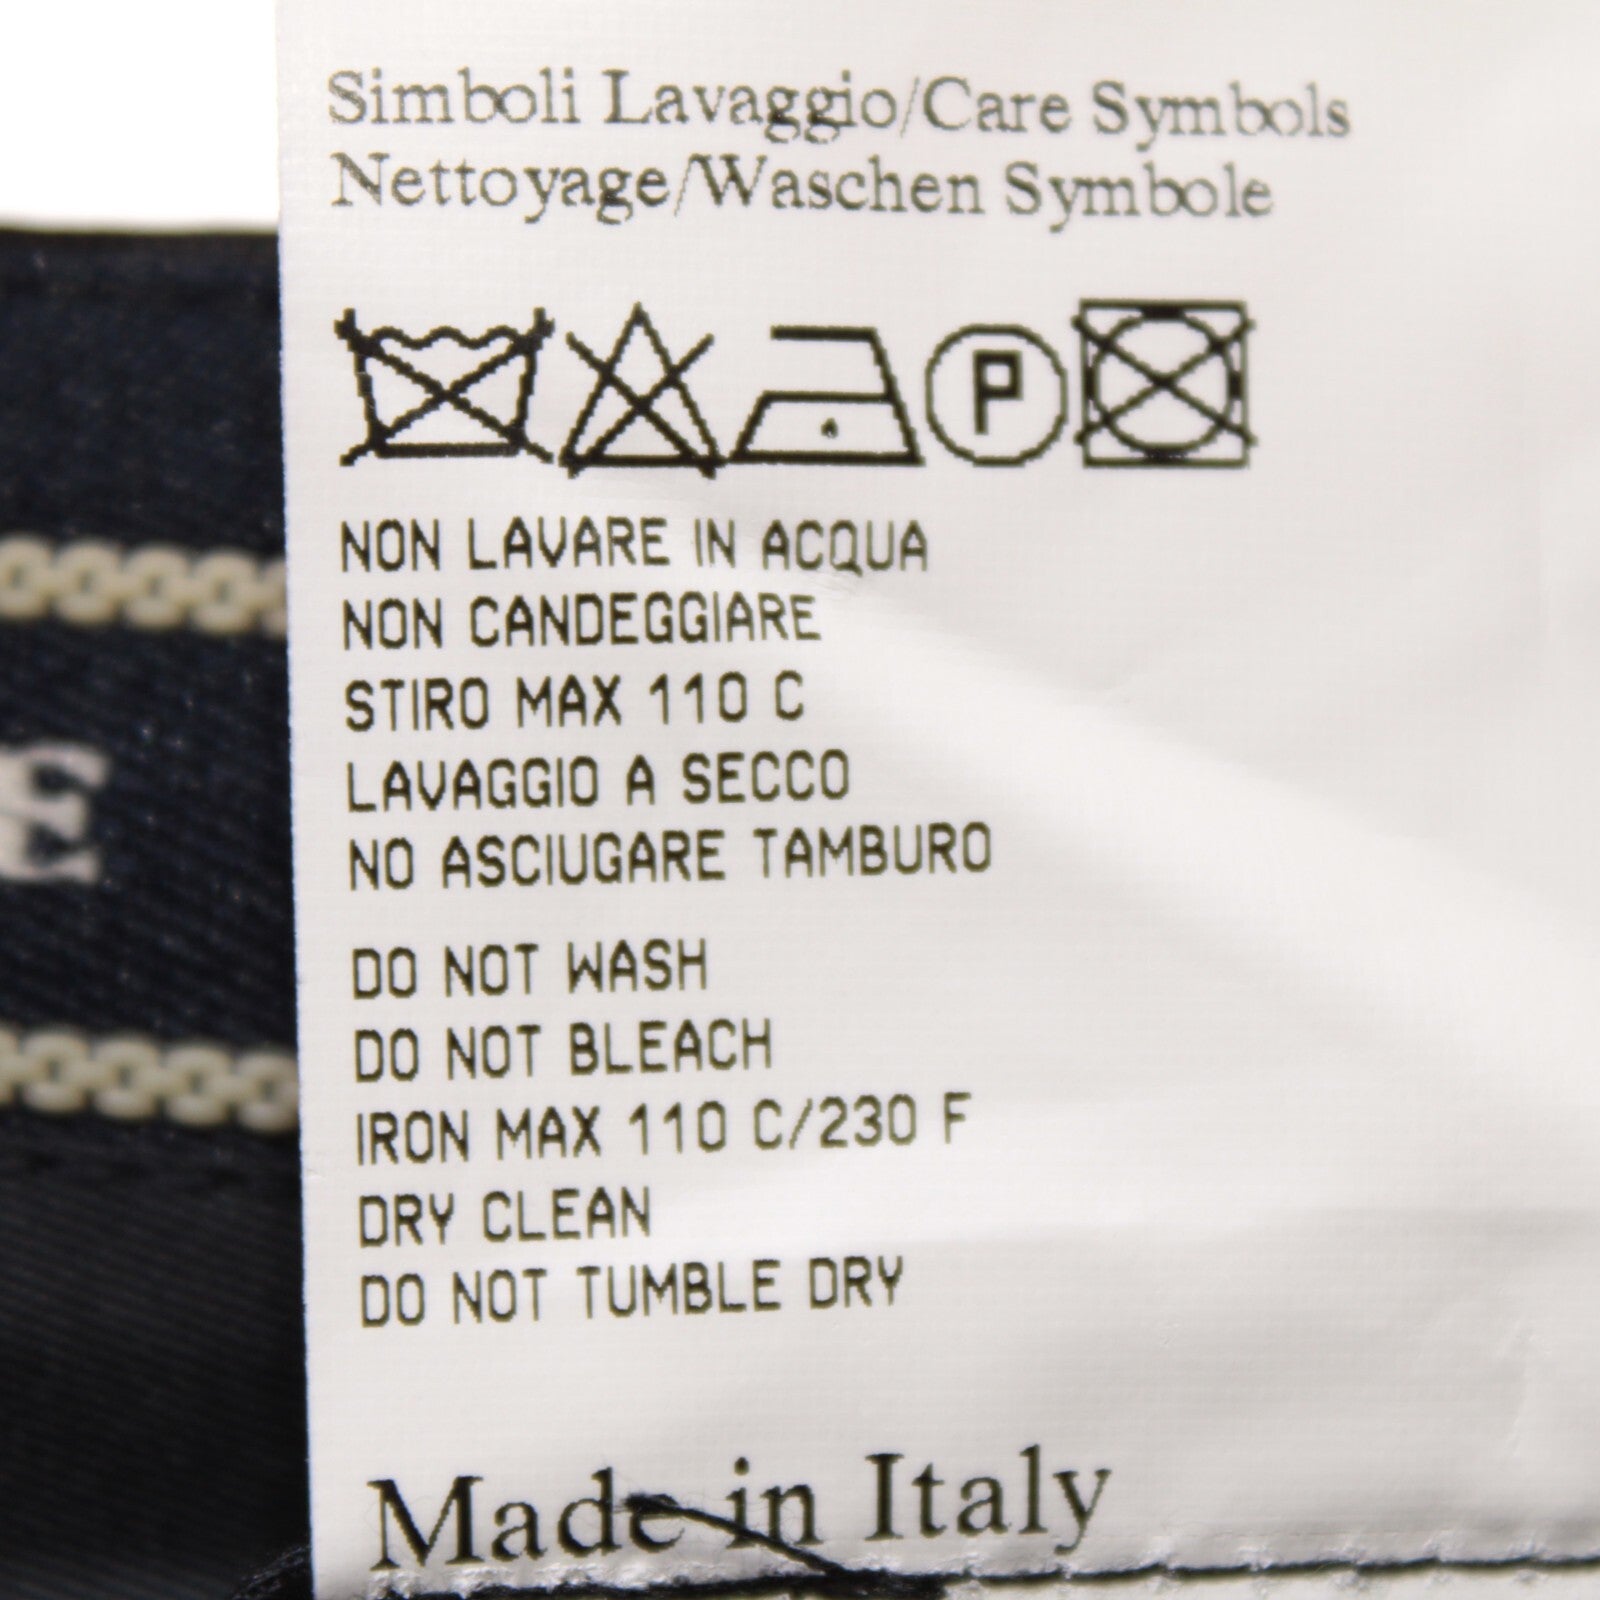 Simboli Lavaggio/Care Symbols
Nettoyage/Waschen Symbole
P
NON LAVARE IN ACQUA
NON CANDEGGIARE
STIRO MAX 110 C
LAVAGGIO A SECCO
NO ASCIUGARE TAMBURO
DO NOT WASH
DO NOT BLEACH
IRON MAX 110 C/230 F
DRY CLEAN
DO NOT TUMBLE DRY
Made in Italy